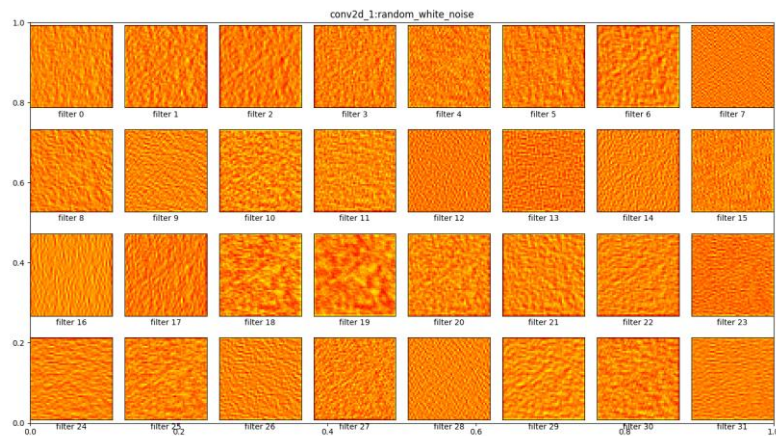 conv2d_1:random_white_noise
1.0
filter 0 filter 1 filter 2 filter 3 filter 4 filter 5 filter 6 filter 7
0.8
filter 8 filter 9 filter 10 filter 11 filter 12 filter 13 filter 14 filter 15
0.6
filter 16 filter 17 filter 18 filter 19 filter 20 filter 21 filter 22 filter 23
0.4
filter 24 filter 25 filter 26 filter 27 filter 28 filter 29 filter 30 filter 31
0.2
0.0
0.0 0.2 0.4 0.6 0.8 1.0